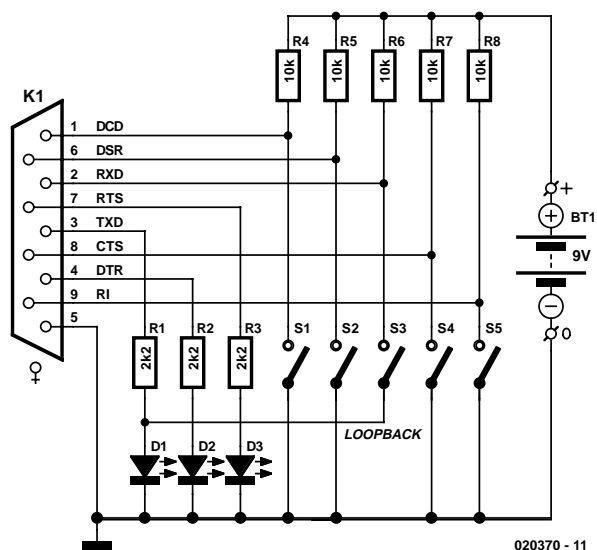 R4 R5 R6 R7 R8
10k 10k 10k 10k 10k
K1
1 DCD
6 DSR
2 RXD
7 RTS
3 TXD
8 CTS
4 DTR
9 RI
5
+
BT1
9V
0
R1 R2 R3
2k2 2k2 2k2
S1 S2 S3 S4 S5
LOOPBACK
D1 D2 D3
020370 - 11